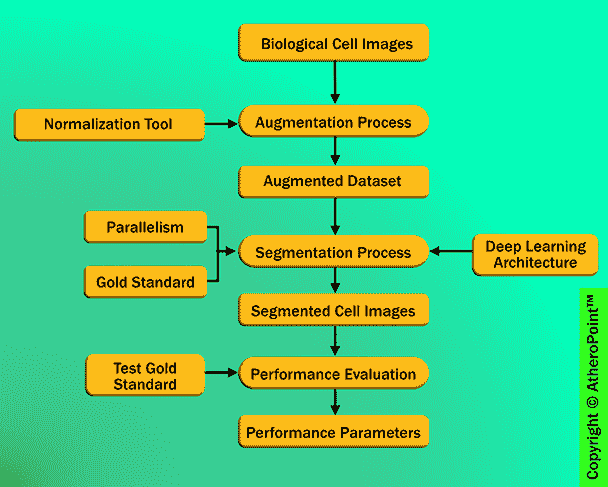 Biological Cell Images
Normalization Tool
Augmentation Process
Augmented Dataset
Parallelism
Gold Standard
Segmentation Process
Deep Learning
Architecture
Segmented Cell Images
Test Gold
Standard
Performance Evaluation
Performance Parameters
Copyright © AtheroPoint™